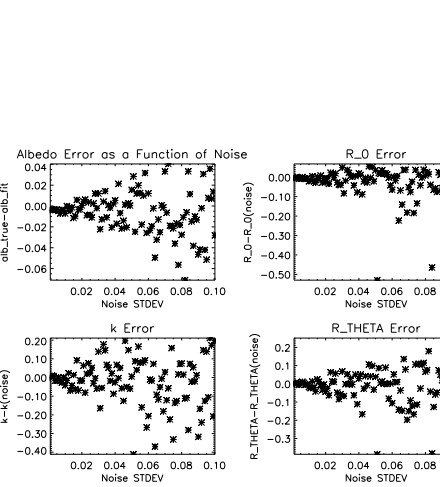 Albedo Error as a Function of Noise
alb_true-alb_fit
0.04
0.02
0.00
-0.02
-0.04
-0.06
0.02 0.04 0.06 0.08 0.10
Noise STDEV
R_0 Error
R_0-R_0(noise)
0.00
-0.10
-0.20
-0.30
-0.40
-0.50
0.02 0.04 0.06 0.08
Noise STDEV
k Error
k-k(noise)
0.20
0.10
0.00
-0.10
-0.20
-0.30
-0.40
0.02 0.04 0.06 0.08 0.10
Noise STDEV
R_THETA Error
R_THETA-R_THETA(noise)
0.2
0.1
0.0
-0.1
-0.2
-0.3
0.02 0.04 0.06 0.08
Noise STDEV